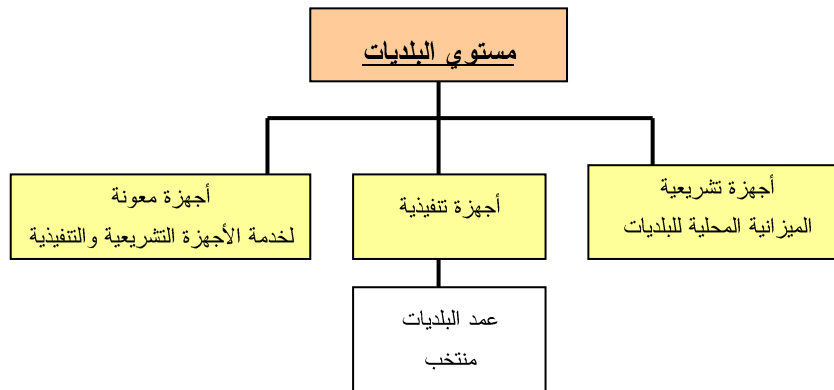 مستوي البلديات
أجهزة تشريعية
الميزانية المحلية للبلديات
أجهزة تنفيذية
أجهزة معونة
لخدمة الأجهزة التشريعية والتنفيذية
عمد البلديات
منتخب